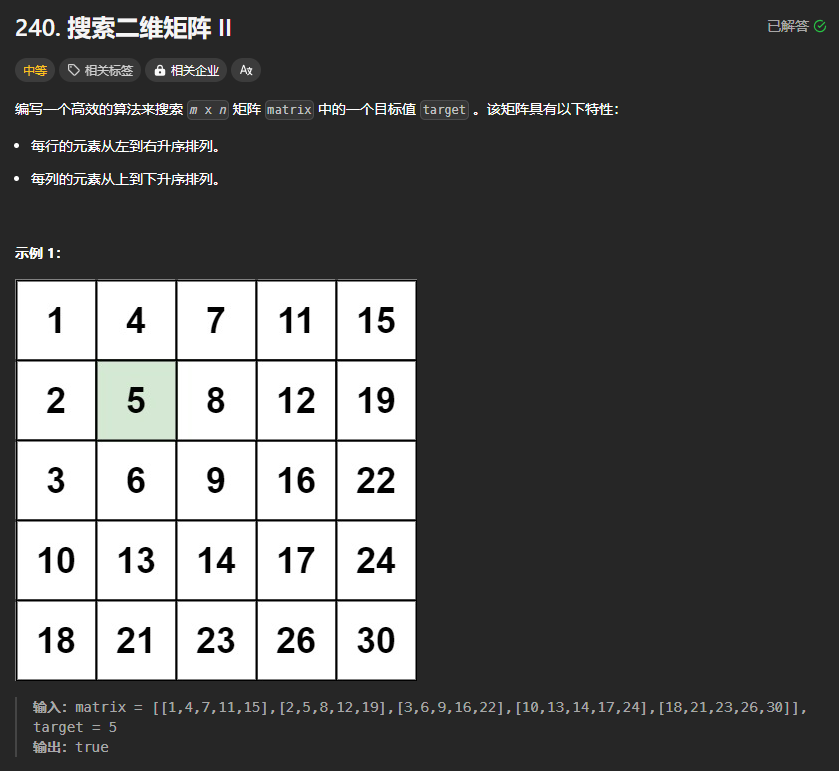 240. 搜索二维矩阵 II
已解答
中等 相关标签 相关企业 Ax
编写一个高效的算法来搜索 m x n 矩阵 matrix 中的一个目标值 target 。该矩阵具有以下特性：
• 每行的元素从左到右升序排列。
• 每列的元素从上到下升序排列。
示例 1：
1 4 7 11 15
2 5 8 12 19
3 6 9 16 22
10 13 14 17 24
18 21 23 26 30
输入：matrix = [[1,4,7,11,15],[2,5,8,12,19],[3,6,9,16,22],[10,13,14,17,24],[18,21,23,26,30]],
target = 5
输出：true